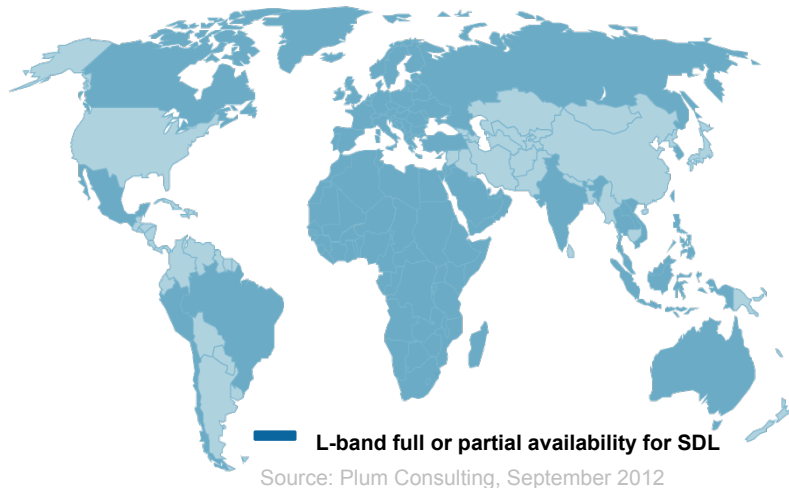 L-band full or partial availability for SDL
Source: Plum Consulting, September 2012